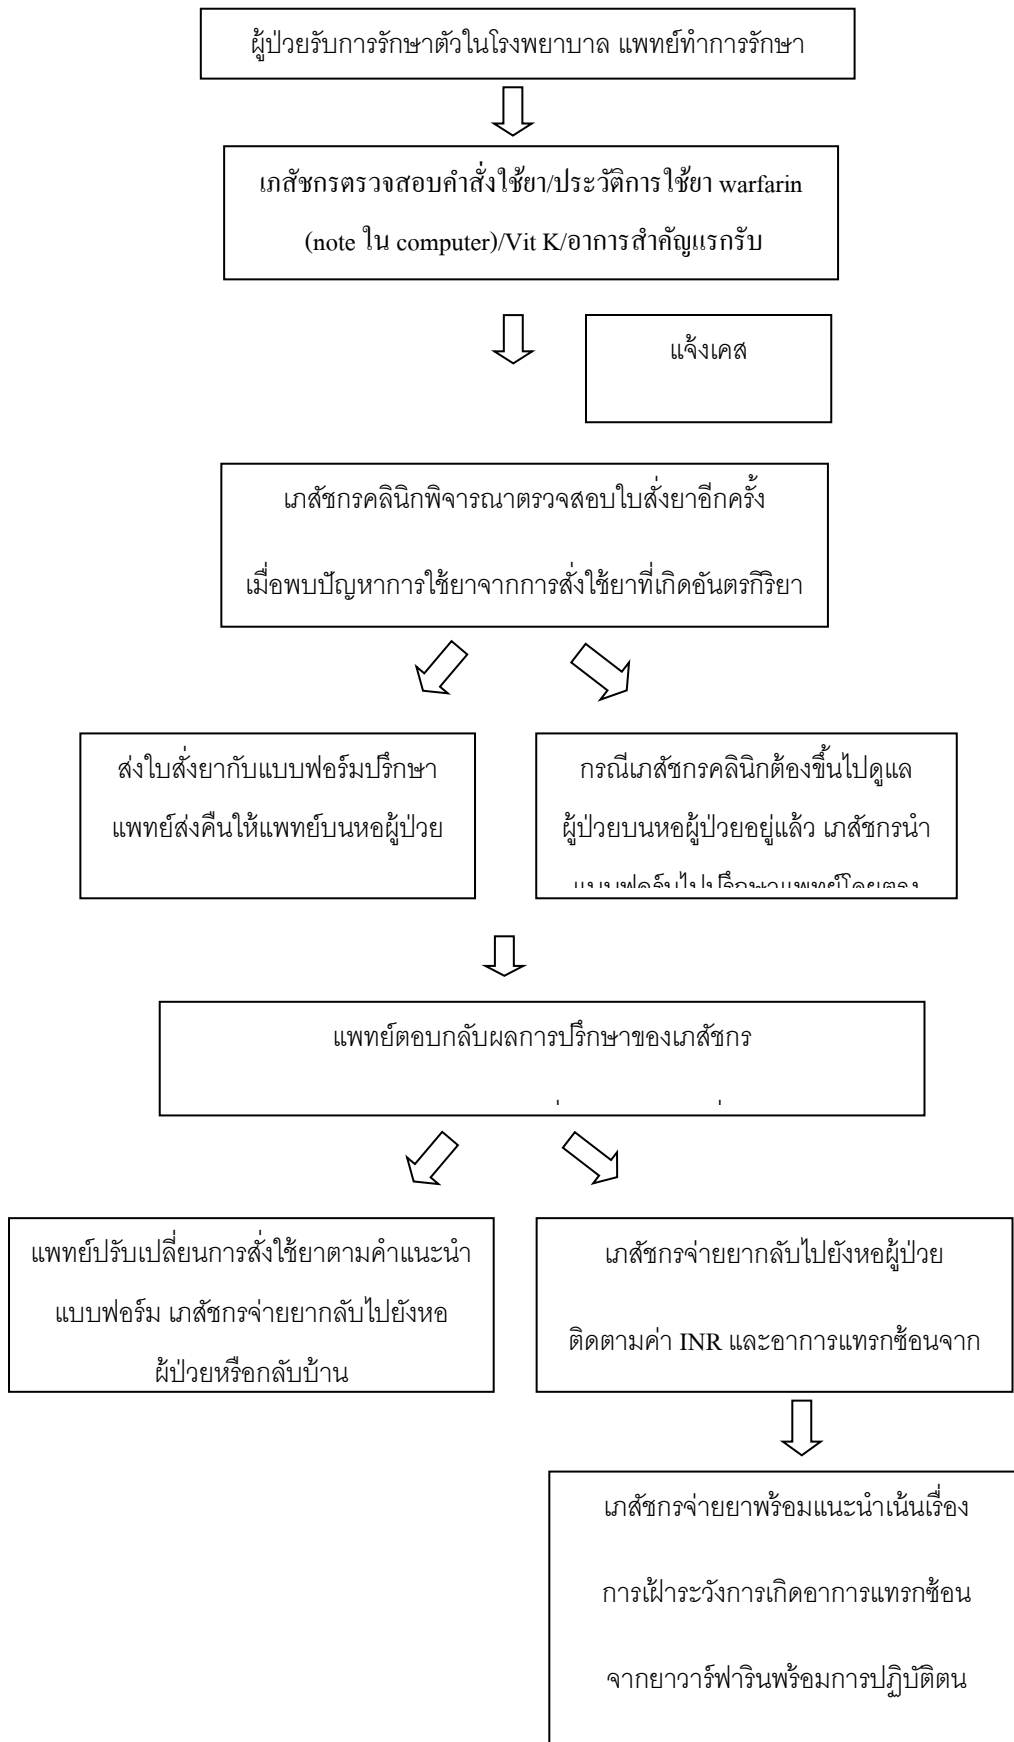 ผู้ป่วยรับการรักษาตัวในโรงพยาบาล แพทย์ทำการรักษา
เภสัชกรตรวจสอบคำสั่งใช้ยา/ประวัติการใช้ยา warfarin
(note ใน computer)/Vit K/อาการสำคัญแรกรับ
แจ้งเคส
เภสัชกรคลินิกพิจารณาตรวจสอบใบสั่งยาอีกครั้ง
เมื่อพบปัญหาการใช้ยาจากการสั่งใช้ยาที่เกิดอันตรกิริยา
ส่งใบสั่งยากับแบบฟอร์มปรึกษา
แพทย์ส่งคืนให้แพทย์บนหอผู้ป่วย
กรณีเภสัชกรคลินิกต้องขึ้นไปดูแล
ผู้ป่วยบนหอผู้ป่วยอยู่แล้ว เภสัชกรนำ
แบบฟอร์มไปปรึกษาแพทย์โดยตรง
แพทย์ตอบกลับผลการปรึกษาของเภสัชกร
แพทย์ปรับเปลี่ยนการสั่งใช้ยาตามคำแนะนำ
แบบฟอร์ม เภสัชกรจ่ายยากลับไปยังหอ
ผู้ป่วยหรือกลับบ้าน
เภสัชกรจ่ายยากลับไปยังหอผู้ป่วย
ติดตามค่า INR และอาการแทรกซ้อนจาก
เภสัชกรจ่ายยาพร้อมแนะนำเน้นเรื่อง
การเฝ้าระวังการเกิดอาการแทรกซ้อน
จากยาวาร์ฟารินพร้อมการปฏิบัติตน